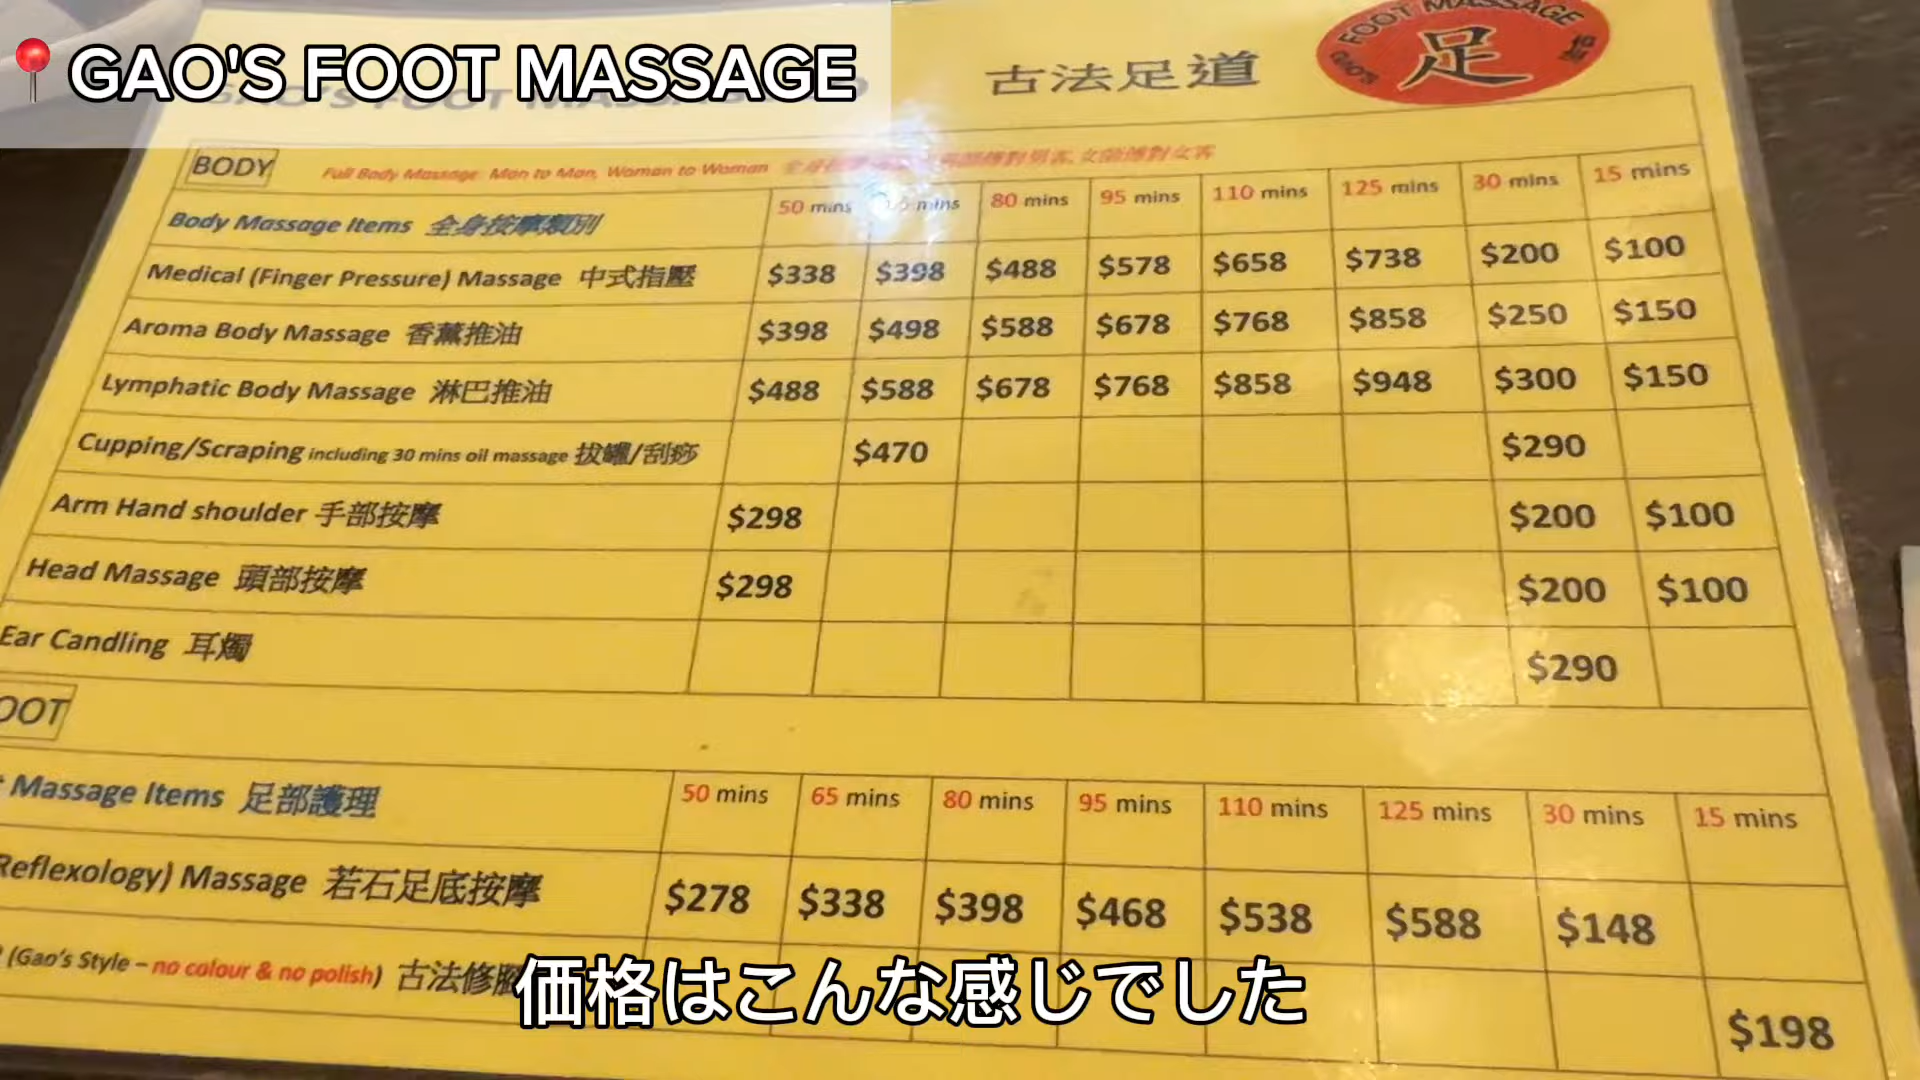 📍GAO'S FOOT MASSAGE
古法足道
FOOT MASSAGE
GAO'S
足
BODY
Full Body Massage: Man to Man, Woman to Woman
Body Massage Items 全身按摩類別 50 mins mins 80 mins 95 mins 110 mins 125 mins 30 mins 15 mins
Medical (Finger Pressure) Massage 中式指壓 $338 $398 $488 $578 $658 $738 $200 $100
Aroma Body Massage 香薰推油 $398 $498 $588 $678 $768 $858 $250 $150
Lymphatic Body Massage 淋巴推油 $488 $588 $678 $768 $858 $948 $300 $150
Cupping/Scraping including 30 mins oil massage 拔罐/刮痧 $470 $290
Arm Hand shoulder 手部按摩 $298 $200 $100
Head Massage 頭部按摩 $298 $200 $100
Ear Candling 耳燭 $290
OOT
Massage Items 足部護理 50 mins 65 mins 80 mins 95 mins 110 mins 125 mins 30 mins 15 mins
Reflexology) Massage 若石足底按摩 $278 $338 $398 $468 $538 $588 $148
(Gao's Style – no colour & no polish) 古法修腳 $198
価格はこんな感じでした